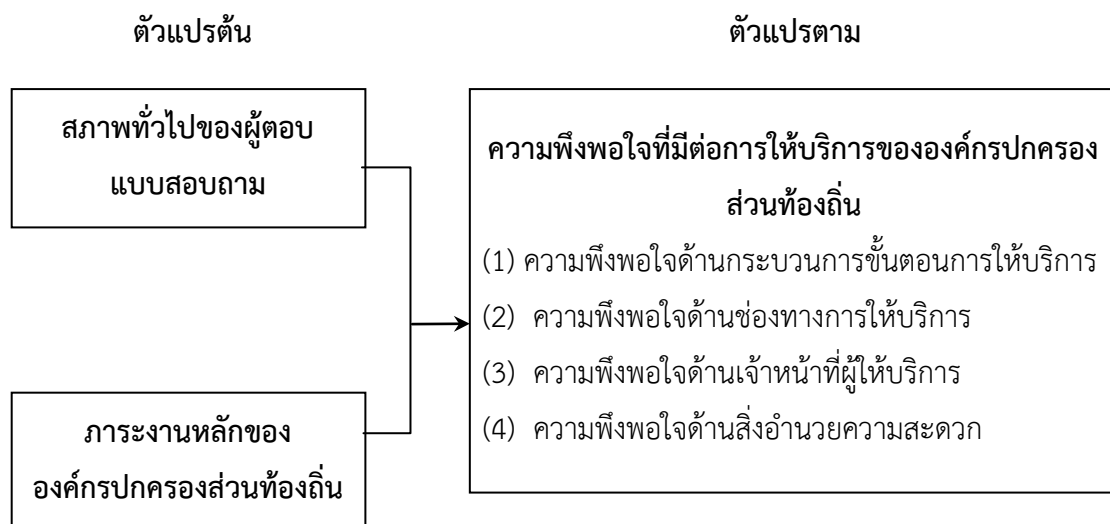 ตัวแปรต้น
ตัวแปรตาม
สภาพทั่วไปของผู้ตอบ
แบบสอบถาม
ภาระงานหลักของ
องค์กรปกครองส่วนท้องถิ่น
ความพึงพอใจที่มีต่อการให้บริการขององค์กรปกครอง
ส่วนท้องถิ่น
(1) ความพึงพอใจด้านกระบวนการขั้นตอนการให้บริการ
(2) ความพึงพอใจด้านช่องทางการให้บริการ
(3) ความพึงพอใจด้านเจ้าหน้าที่ผู้ให้บริการ
(4) ความพึงพอใจด้านสิ่งอำนวยความสะดวก